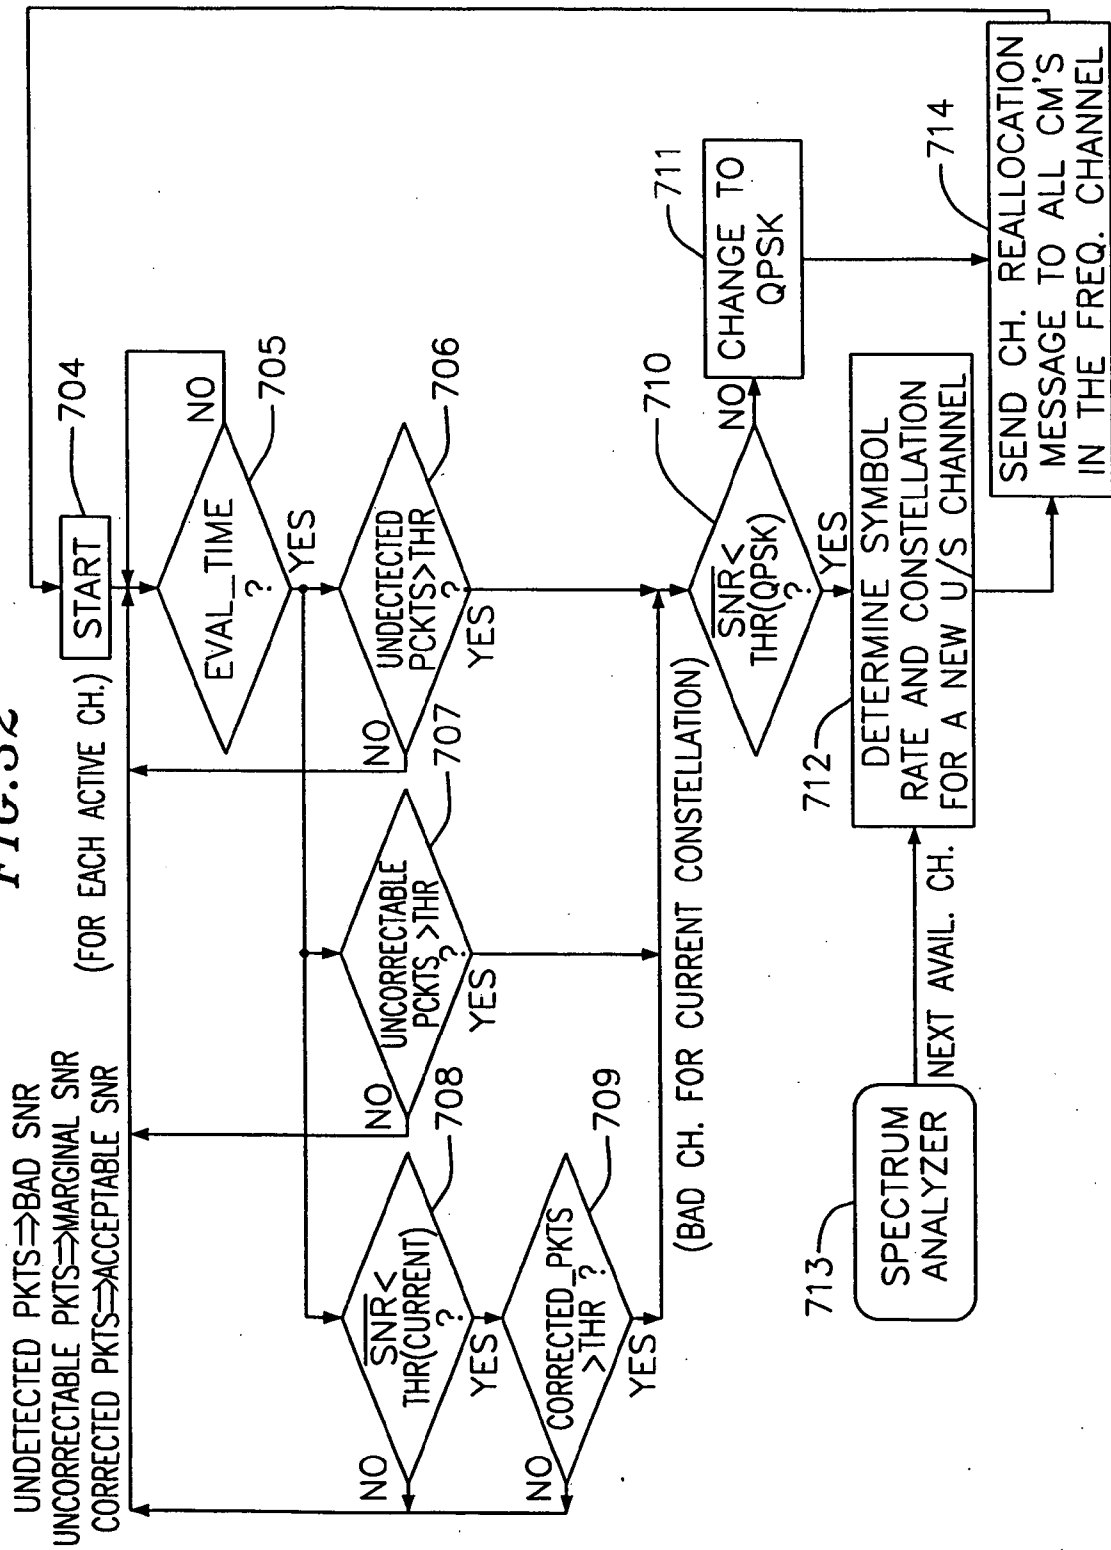 FIG.32
UNDETECTED PKTS⇒BAD SNR
UNCORRECTABLE PKTS⇒MARGINAL SNR
CORRECTED PKTS⇒ACCEPTABLE SNR
(FOR EACH ACTIVE CH.)
START
704
EVAL_TIME
?
NO
705
YES
SNR<
THR(CURRENT)
?
NO
YES
708
UNCORRECTABLE
PCKTS >THR
?
NO
YES
707
UNDECTECTED
PCKTS>THR
?
NO
YES
706
CORRECTED_PKTS
>THR ?
NO
YES
709
(BAD CH. FOR CURRENT CONSTELLATION)
SNR<
THR(QPSK)
?
NO
YES
710
CHANGE TO
QPSK
711
713
SPECTRUM
ANALYZER
NEXT AVAIL. CH.
712
DETERMINE SYMBOL
RATE AND CONSTELLATION
FOR A NEW U/S CHANNEL
714
SEND CH. REALLOCATION
MESSAGE TO ALL CM'S
IN THE FREQ. CHANNEL